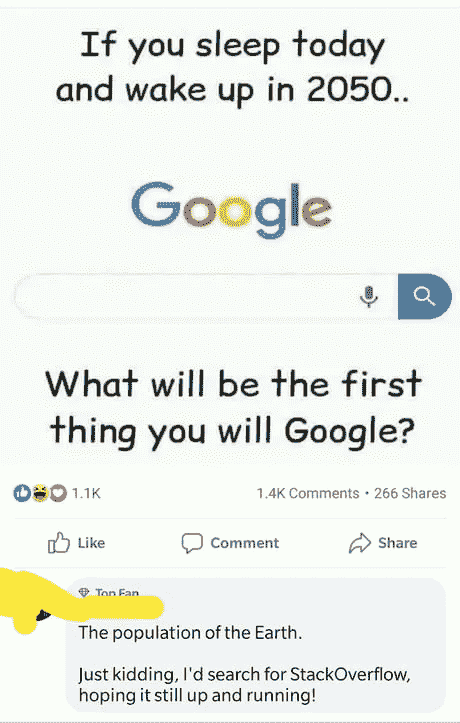 If you sleep today
and wake up in 2050..
Google
What will be the first
thing you will Google?
1.1K
1.4K Comments • 266 Shares
Like
Comment
Share
Top Fan
The population of the Earth.
Just kidding, I'd search for StackOverflow,
hoping it still up and running!